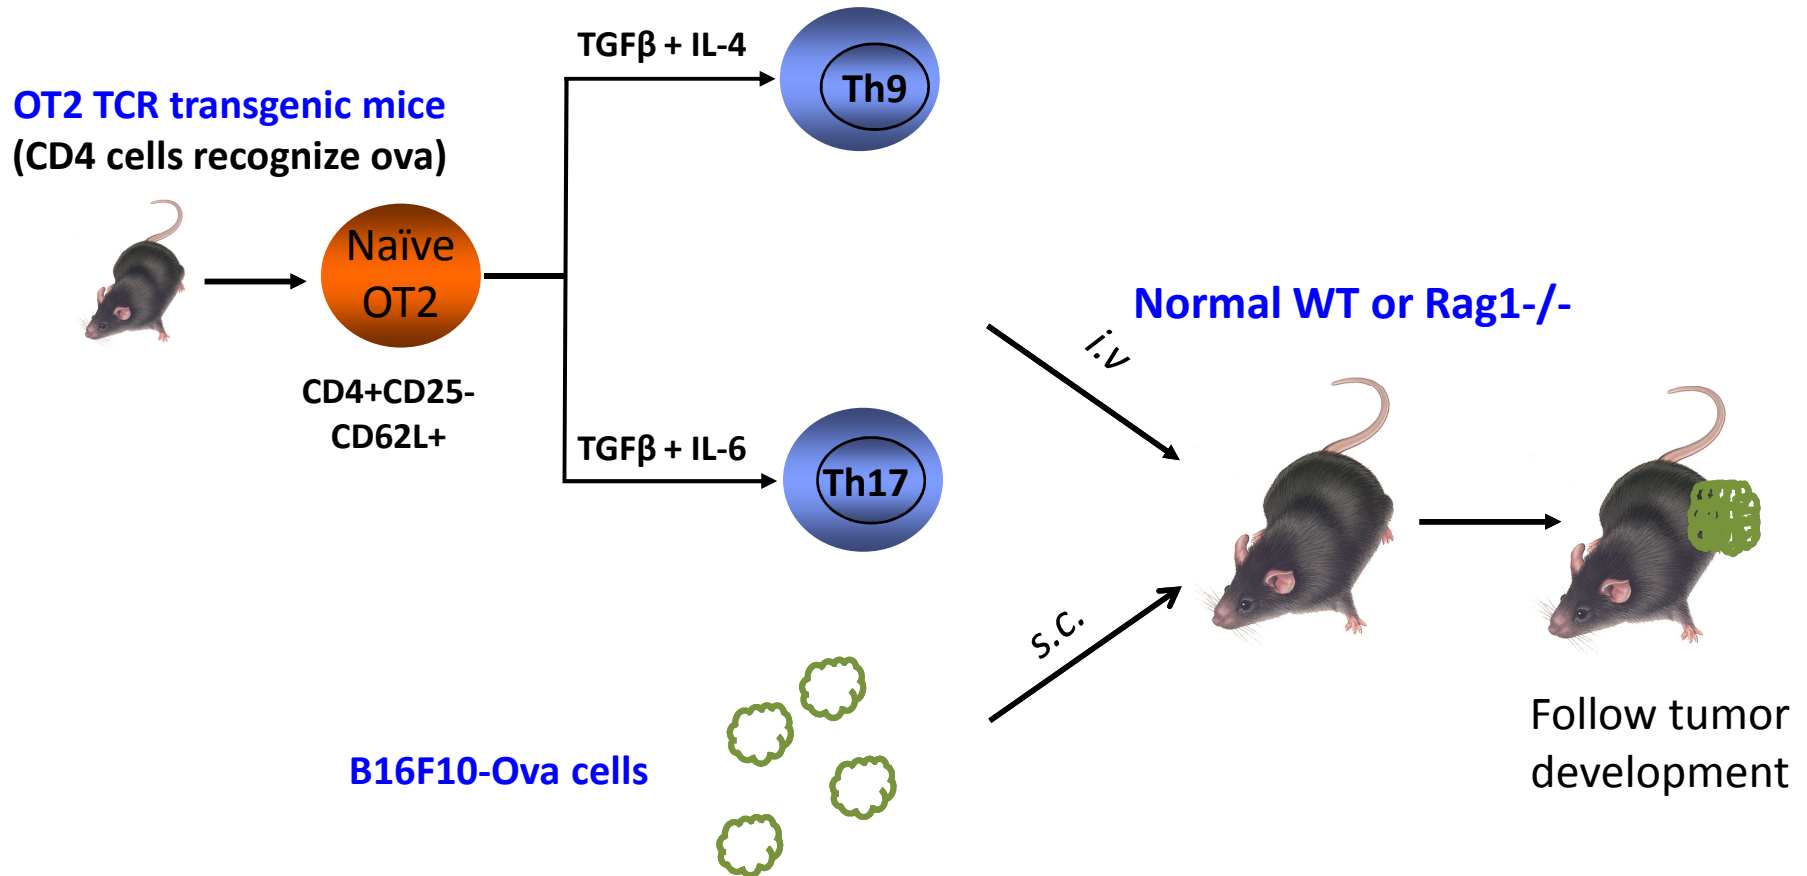 OT2 TCR transgenic mice
(CD4 cells recognize ova)
Naïve
OT2
CD4+CD25-
CD62L+
TGFβ + IL-4
Th9
TGFβ + IL-6
Th17
Normal WT or Rag1-/-
i.v
s.c.
B16F10-Ova cells
Follow tumor
development